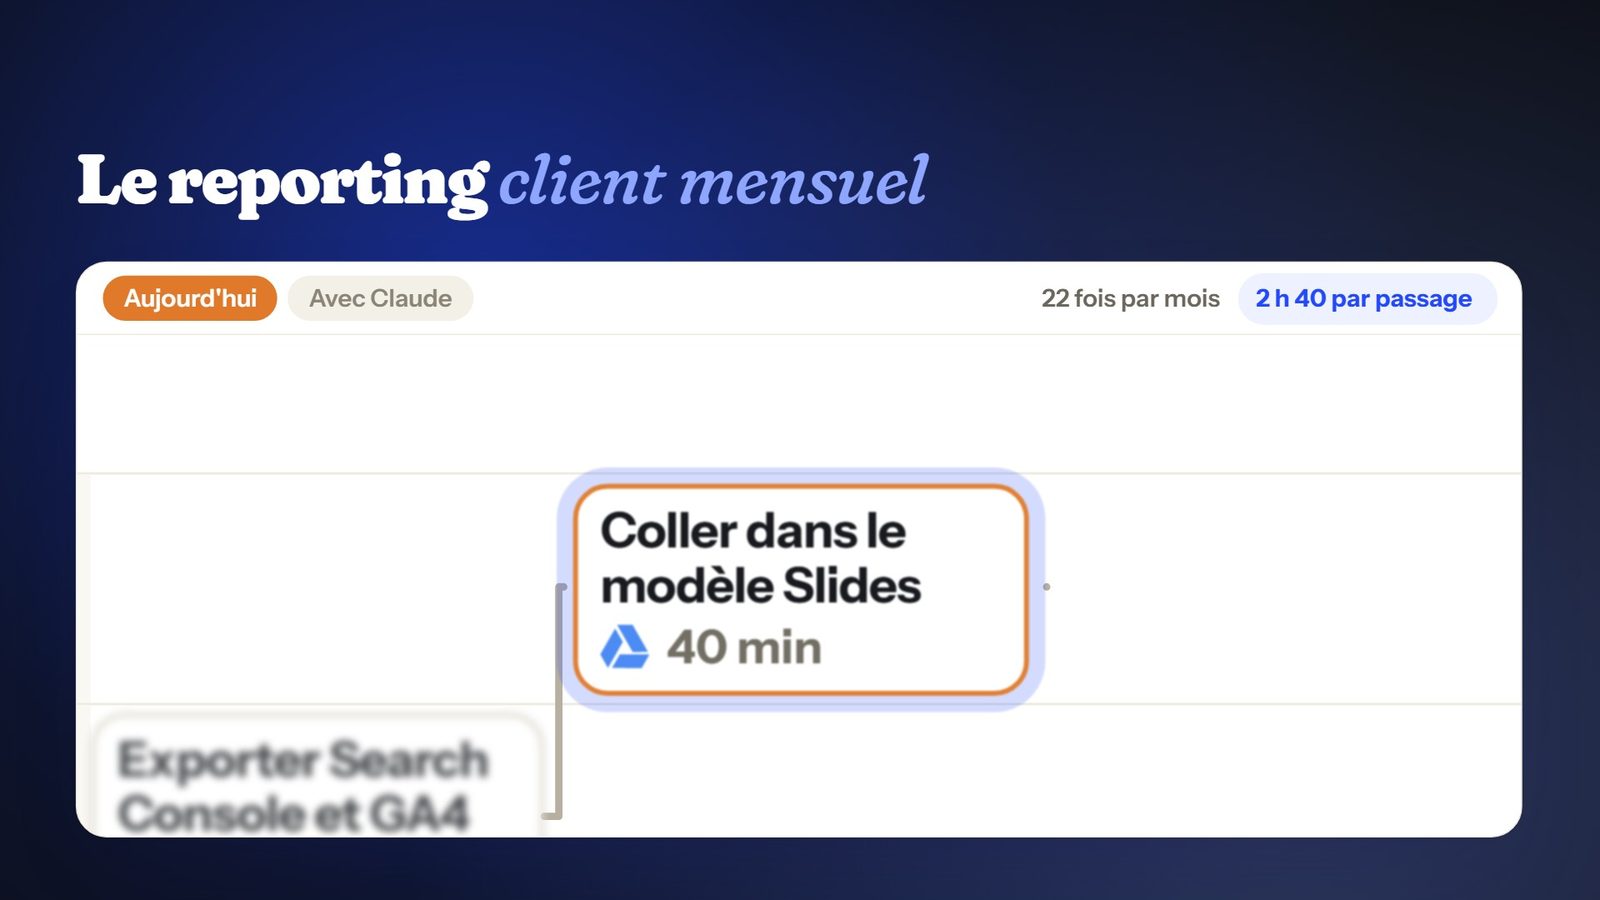 Le reporting client mensuel
Aujourd'hui
Avec Claude
22 fois par mois
2 h 40 par passage
Coller dans le
modèle Slides
40 min
Exporter Search
Console et GA4